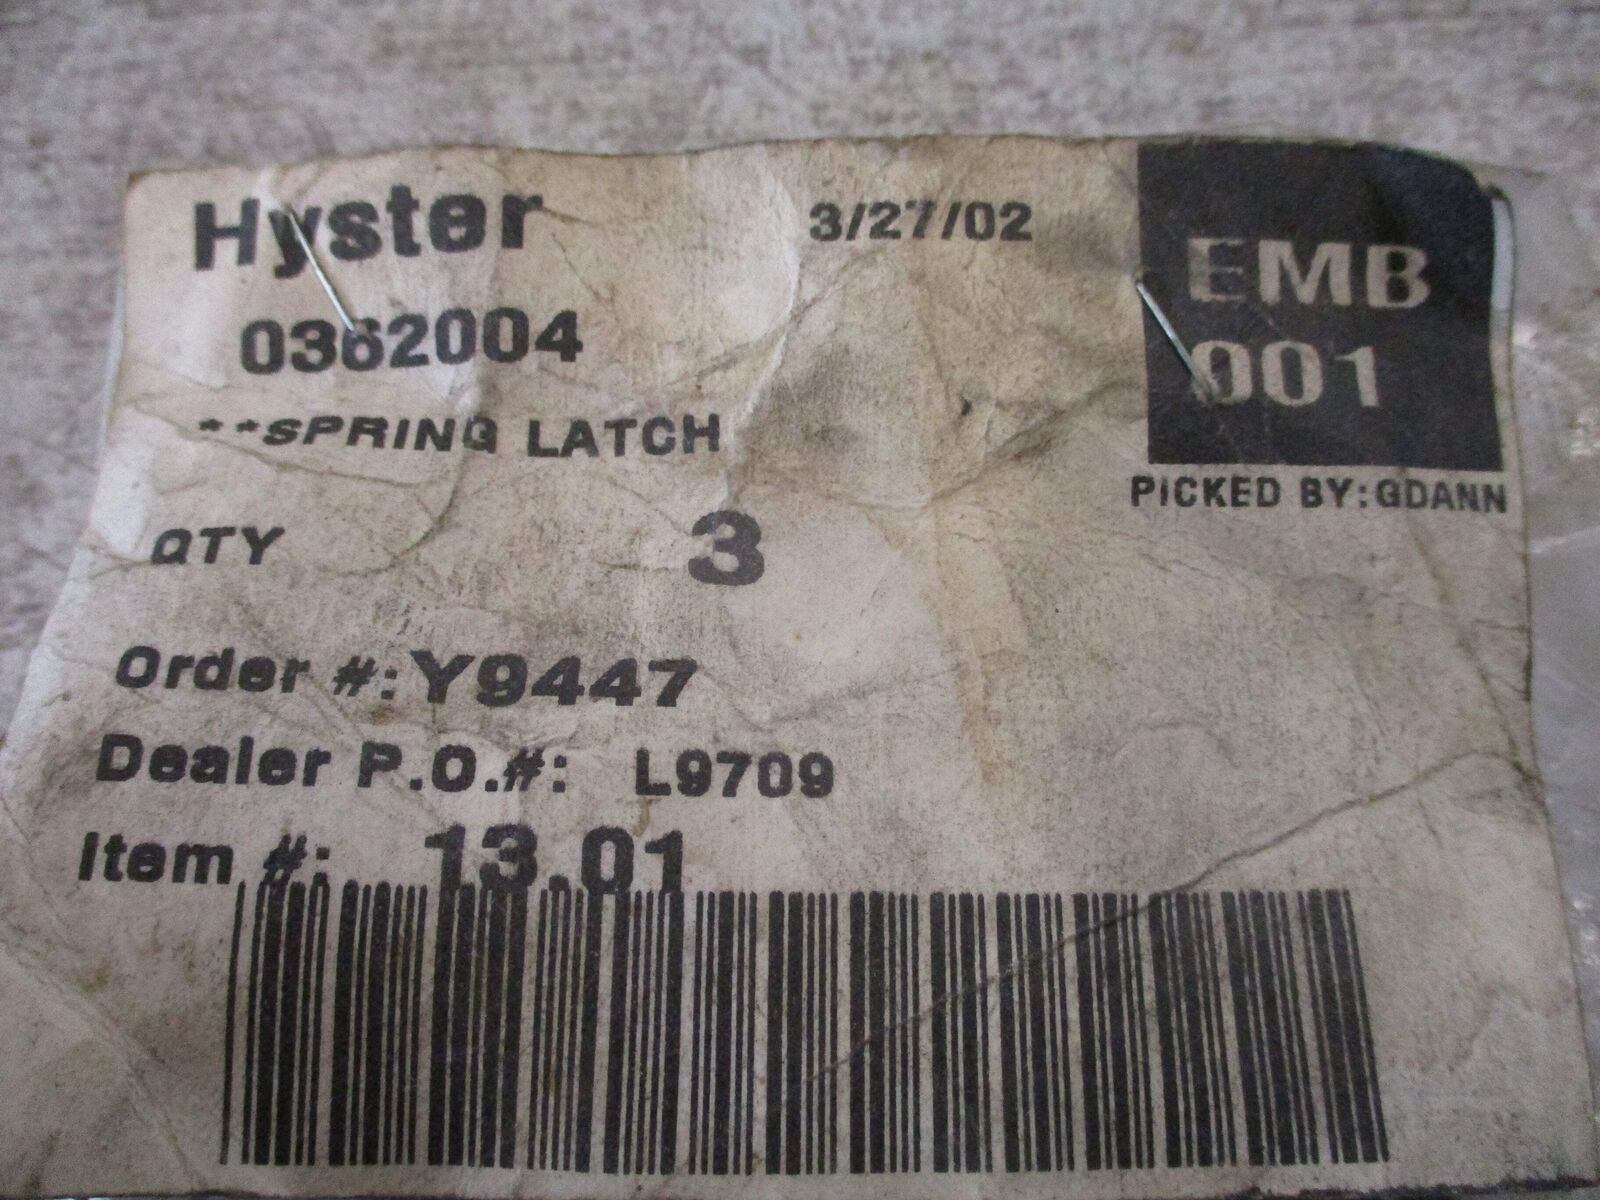 Hyster 3/27/02 EMB
0362004 001
**SPRING LATCH
PICKED BY:GDANN
QTY 3
Order #:Y9447
Dealer P.O.#: L9709
Item #: 13.01